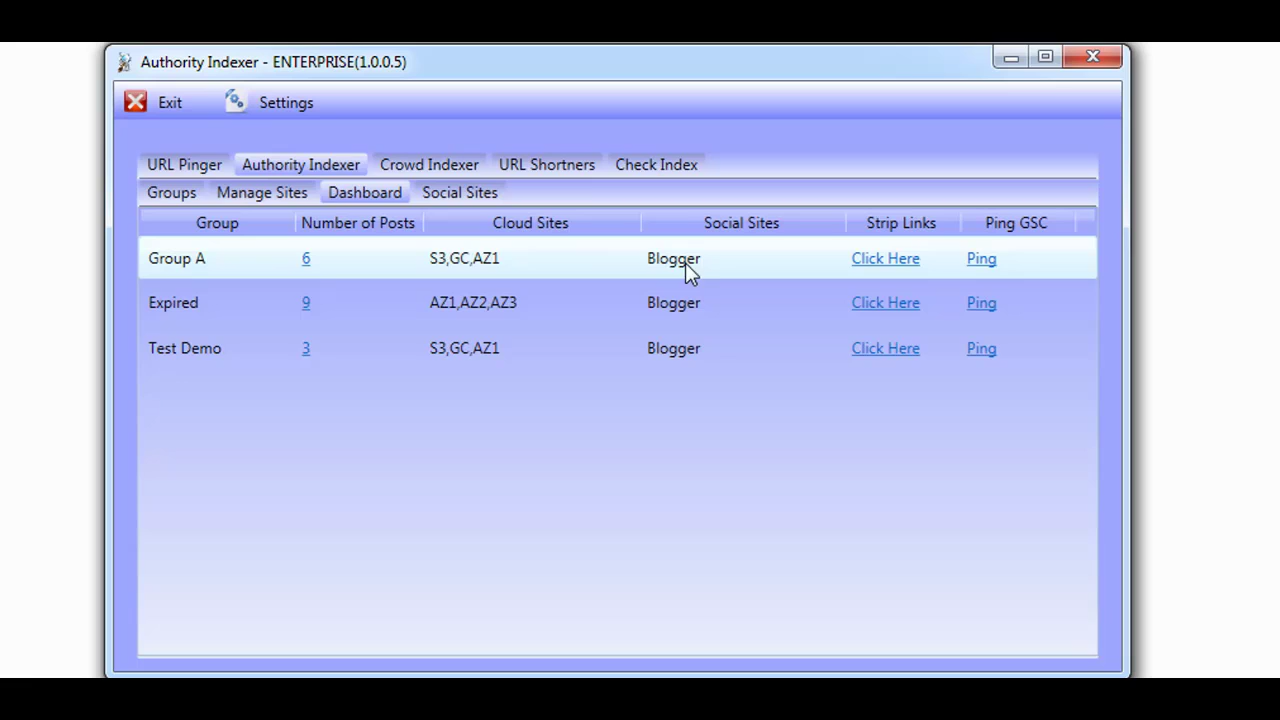 Authority Indexer - ENTERPRISE(1.0.0.5)
Exit Settings
URL Pinger Authority Indexer Crowd Indexer URL Shortners Check Index
Groups Manage Sites Dashboard Social Sites
Group Number of Posts Cloud Sites Social Sites Strip Links Ping GSC
Group A 6 S3,GC,AZ1 Blogger Click Here Ping
Expired 9 AZ1,AZ2,AZ3 Blogger Click Here Ping
Test Demo 3 S3,GC,AZ1 Blogger Click Here Ping